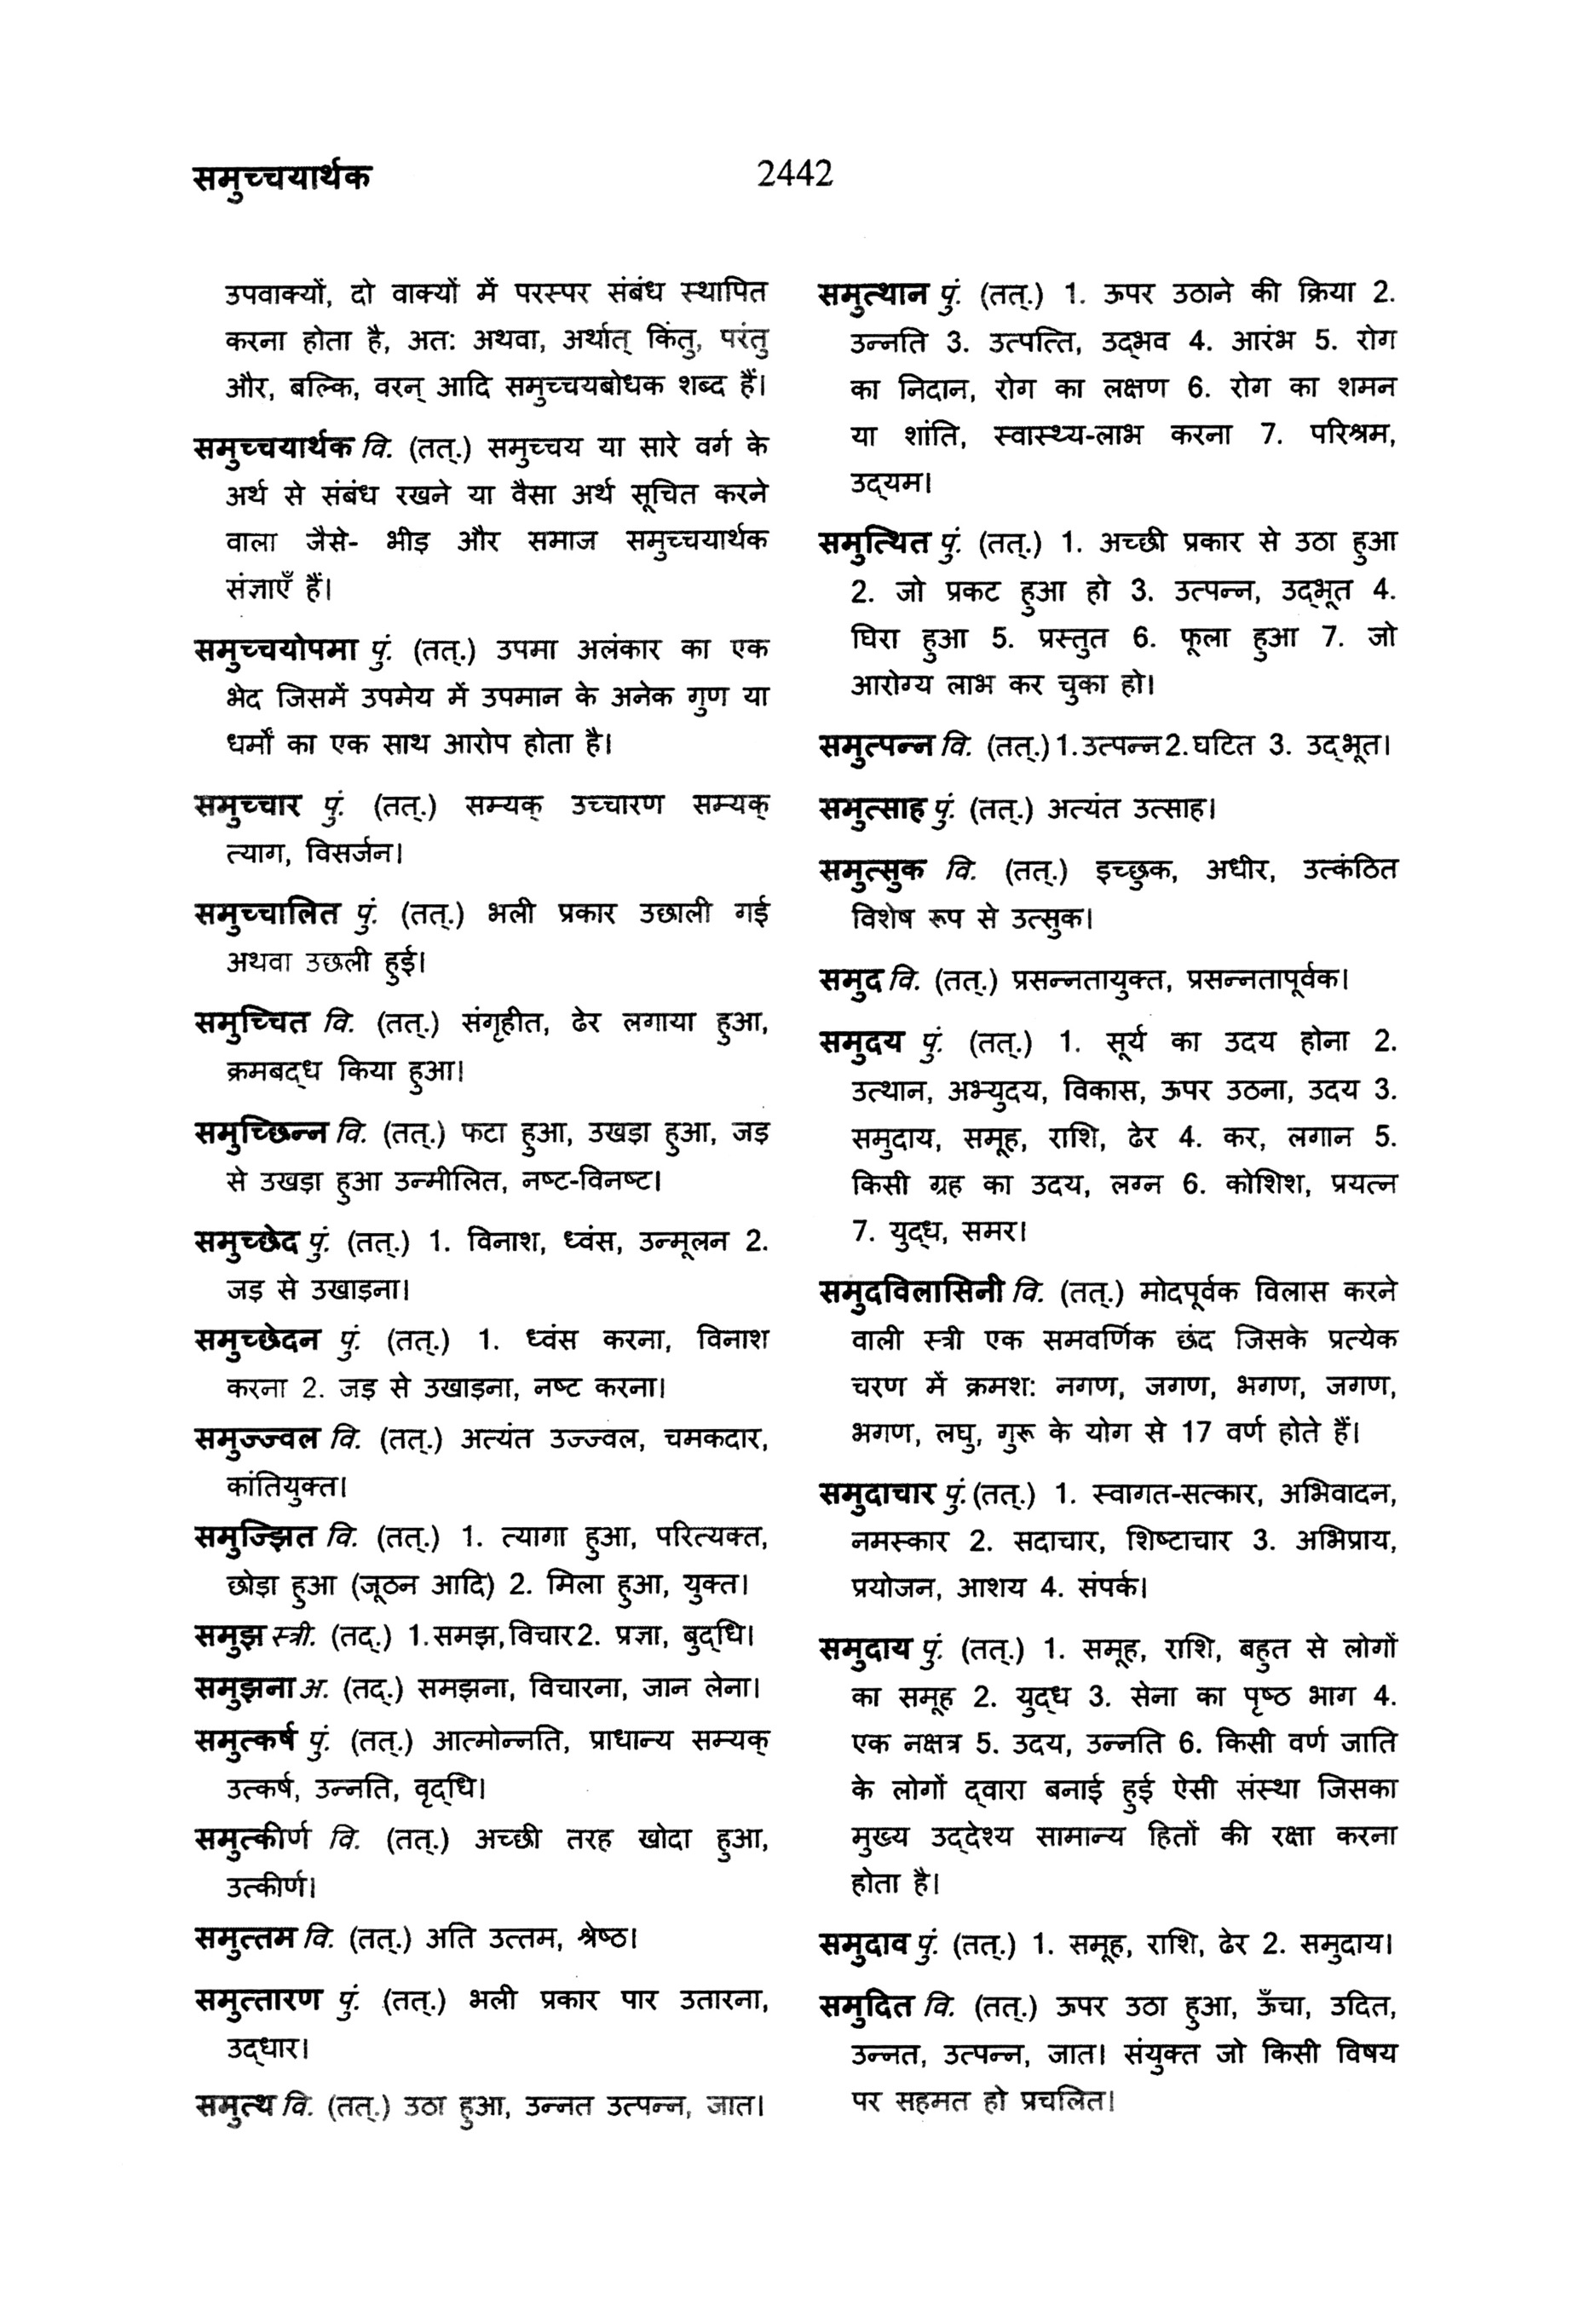 समुच्चयार्थक
2442
उपवाक्यों, दो वाक्यों में परस्पर संबंध स्थापित
करना होता है, अत: अथवा, अर्थात् किंतु, परंतु
और, बल्कि, वरन् आदि समुच्चयबोधक शब्द हैं।
समुच्चयार्थक वि. (तत्.) समुच्चय या सारे वर्ग के
अर्थ से संबंध रखने या वैसा अर्थ सूचित करने
वाला जैसे- भीड़ और समाज समुच्चयार्थक
संज्ञाएँ हैं।
समुच्चयोपमा पुं. (तत्.) उपमा अलंकार का एक
भेद जिसमें उपमेय में उपमान के अनेक गुण या
धर्मों का एक साथ आरोप होता है।
समुच्चार पुं. (तत्.) सम्यक् उच्चारण सम्यक्
त्याग, विसर्जन।
समुच्चालित पुं. (तत्.) भली प्रकार उछाली गई
अथवा उछली हुई।
समुच्चित वि. (तत्.) संगृहीत, ढेर लगाया हुआ,
क्रमबद्ध किया हुआ।
समुच्छिन्न वि. (तत्.) फटा हुआ, उखड़ा हुआ, जड़
से उखड़ा हुआ उन्मीलित, नष्ट-विनष्ट।
समुच्छेद पुं. (तत्.) 1. विनाश, ध्वंस, उन्मूलन 2.
जड़ से उखाड़ना।
समुच्छेदन पुं. (तत्.) 1. ध्वंस करना, विनाश
करना 2. जड़ से उखाड़ना, नष्ट करना।
समुज्ज्वल वि. (तत्.) अत्यंत उज्ज्वल, चमकदार,
कांतियुक्त।
समुज्झित वि. (तत्.) 1. त्यागा हुआ, परित्यक्त,
छोड़ा हुआ (जूठन आदि) 2. मिला हुआ, युक्त।
समुझ स्त्री. (तद्.) 1.समझ,विचार2. प्रज्ञा, बुद्धि।
समुझना अ. (तद्.) समझना, विचारना, जान लेना।
समुत्कर्ष पुं. (तत्.) आत्मोन्नति, प्राधान्य सम्यक्
उत्कर्ष, उन्नति, वृद्धि।
समुत्कीर्ण वि. (तत्.) अच्छी तरह खोदा हुआ,
उत्कीर्ण।
समुत्तम वि. (तत्.) अति उत्तम, श्रेष्ठ।
समुत्तारण पुं. (तत्.) भली प्रकार पार उतारना,
उद्धार।
समुत्थ वि. (तत्.) उठा हुआ, उन्नत उत्पन्न, जात।
समुत्थान पुं. (तत्.) 1. ऊपर उठाने की क्रिया 2.
उन्नति 3. उत्पत्ति, उद्भव 4. आरंभ 5. रोग
का निदान, रोग का लक्षण 6. रोग का शमन
या शांति, स्वास्थ्य-लाभ करना 7. परिश्रम,
उद्यम।
समुत्थित पुं. (तत्.) 1. अच्छी प्रकार से उठा हुआ
2. जो प्रकट हुआ हो 3. उत्पन्न, उद्भूत 4.
घिरा हुआ 5. प्रस्तुत 6. फूला हुआ 7. जो
आरोग्य लाभ कर चुका हो।
समुत्पन्न वि. (तत्.)1.उत्पन्न2.घटित 3. उद्भूत।
समुत्साह पुं. (तत्.) अत्यंत उत्साह।
समुत्सुक वि. (तत्.) इच्छुक, अधीर, उत्कंठित
विशेष रूप से उत्सुक।
समुद वि. (तत्.) प्रसन्नतायुक्त, प्रसन्नतापूर्वक।
समुदय पुं. (तत्.) 1. सूर्य का उदय होना 2.
उत्थान, अभ्युदय, विकास, ऊपर उठना, उदय 3.
समुदाय, समूह, राशि, ढेर 4. कर, लगान 5.
किसी ग्रह का उदय, लग्न 6. कोशिश, प्रयत्न
7. युद्ध, समर।
समुदविलासिनी वि. (तत्.) मोदपूर्वक विलास करने
वाली स्त्री एक समवर्णिक छंद जिसके प्रत्येक
चरण में क्रमश: नगण, जगण, भगण, जगण,
भगण, लघु, गुरू के योग से 17 वर्ण होते हैं।
समुदाचार पुं.(तत्.) 1. स्वागत-सत्कार, अभिवादन,
नमस्कार 2. सदाचार, शिष्टाचार 3. अभिप्राय,
प्रयोजन, आशय 4. संपर्क।
समुदाय पुं. (तत्.) 1. समूह, राशि, बहुत से लोगों
का समूह 2. युद्ध 3. सेना का पृष्ठ भाग 4.
एक नक्षत्र 5. उदय, उन्नति 6. किसी वर्ण जाति
के लोगों द्वारा बनाई हुई ऐसी संस्था जिसका
मुख्य उद्देश्य सामान्य हितों की रक्षा करना
होता है।
समुदाव पुं. (तत्.) 1. समूह, राशि, ढेर 2. समुदाय।
समुदित वि. (तत्.) ऊपर उठा हुआ, ऊँचा, उदित,
उन्नत, उत्पन्न, जात। संयुक्त जो किसी विषय
पर सहमत हो प्रचलित।